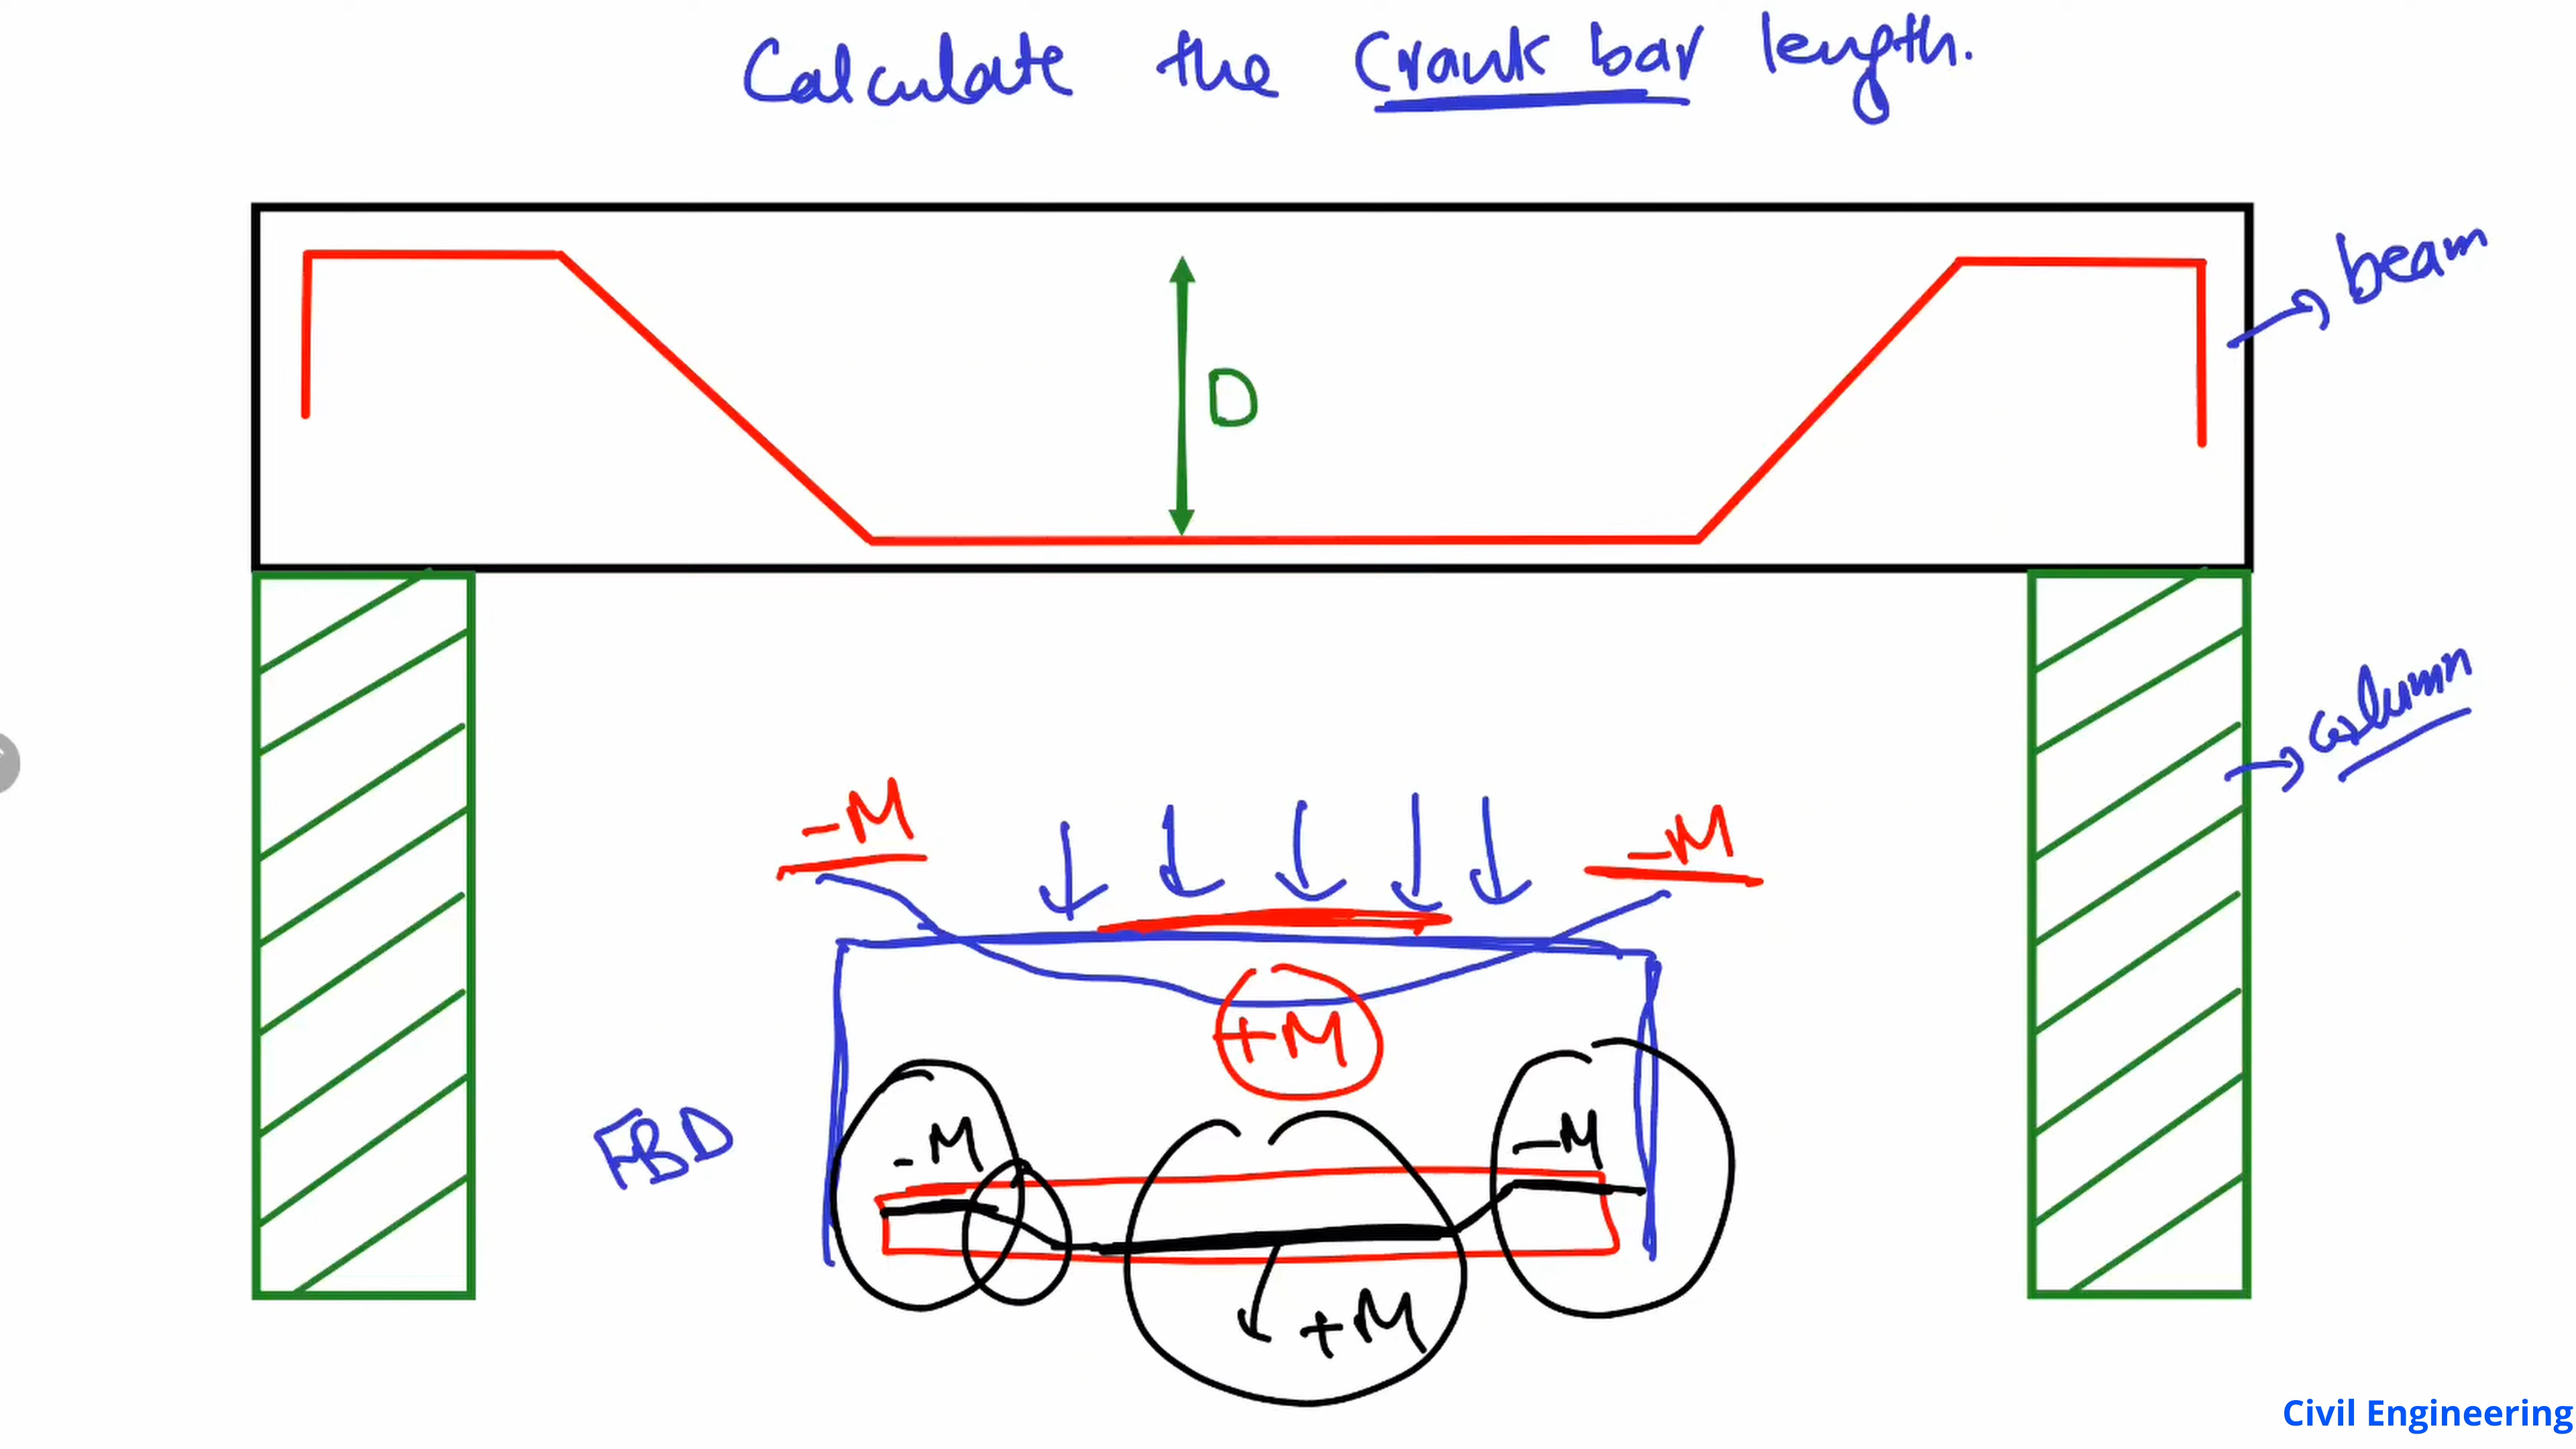 Calculate the Crank bar length.
beam
D
column
-M
-M
+M
FBD
-M
-M
+M
Civil Engineering